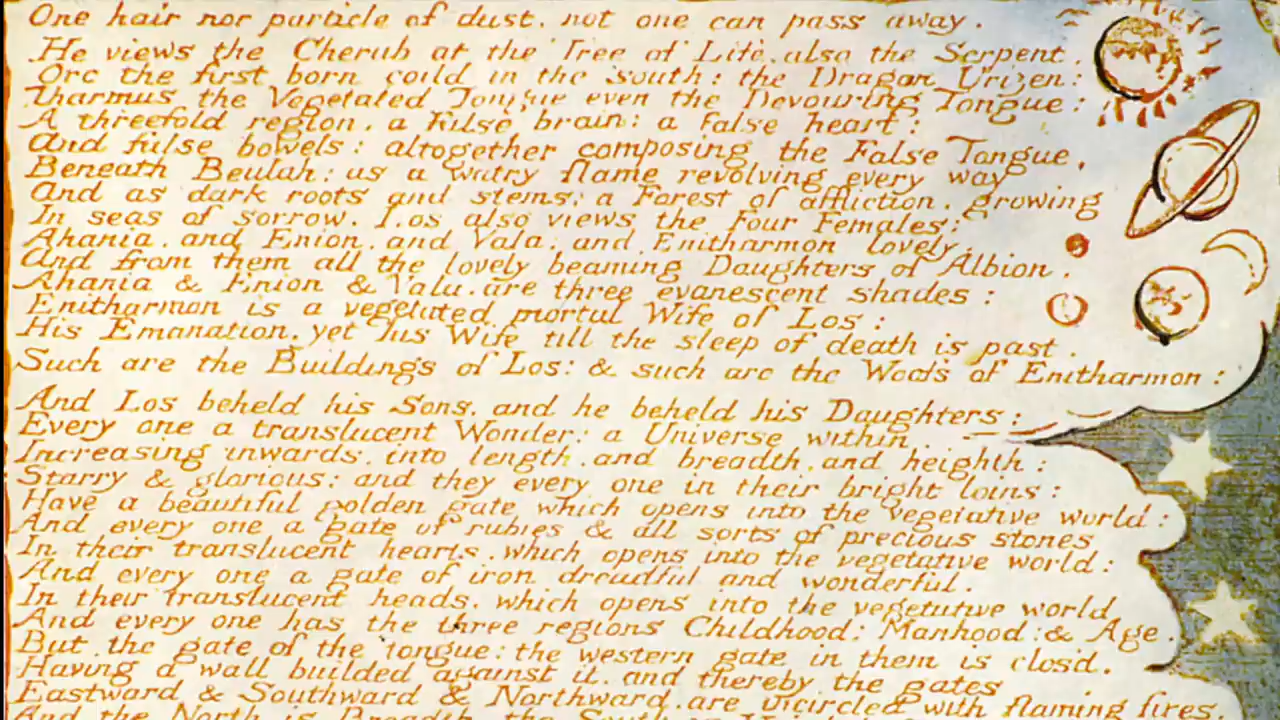 One hair nor particle of dust. not one can pass away.
He views the Cherub at the Tree of Life. also the Serpent.
Orc the first born coild in the south: the Dragon Urizen:
Tharmus the Vegetated Tongue even the Devouring Tongue:
A threefold region. a false brain: a false heart:
And false bowels: altogether composing the False Tongue.
Beneath Beulah: as a watry flame revolving every way
And as dark roots and stems: a Forest of affliction. growing
In seas of sorrow. Los also views the Four Females:
Ahania. and Enion. and Vala. and Enitharmon lovely.
And from them all the lovely beaming Daughters of Albion.
Ahania & Enion & Vala. are three evanescent shades:
Enitharmon is a vegetated mortal Wife of Los:
His Emanation. yet his Wife till the sleep of death is past.
Such are the Buildings of Los: & such are the Woofs of Enitharmon:
And Los beheld his Sons. and he beheld his Daughters:
Every one a translucent Wonder: a Universe within.
Increasing inwards. into length. and breadth. and heighth:
Starry & glorious: and they every one in their bright loins:
Have a beautiful golden gate which opens into the vegetative world:
And every one a gate of rubies & all sorts of precious stones
In their translucent hearts. which opens into the vegetative world:
And every one a gate of iron dreadful and wonderful.
In their translucent heads. which opens into the vegetative world
And every one has the three regions Childhood: Manhood: & Age.
But the gate of the tongue: the western gate in them is closd.
Having a wall builded against it. and thereby the gates
Eastward & Southward & Northward. are incircled with flaming fires.
And the North is Breadth. the South